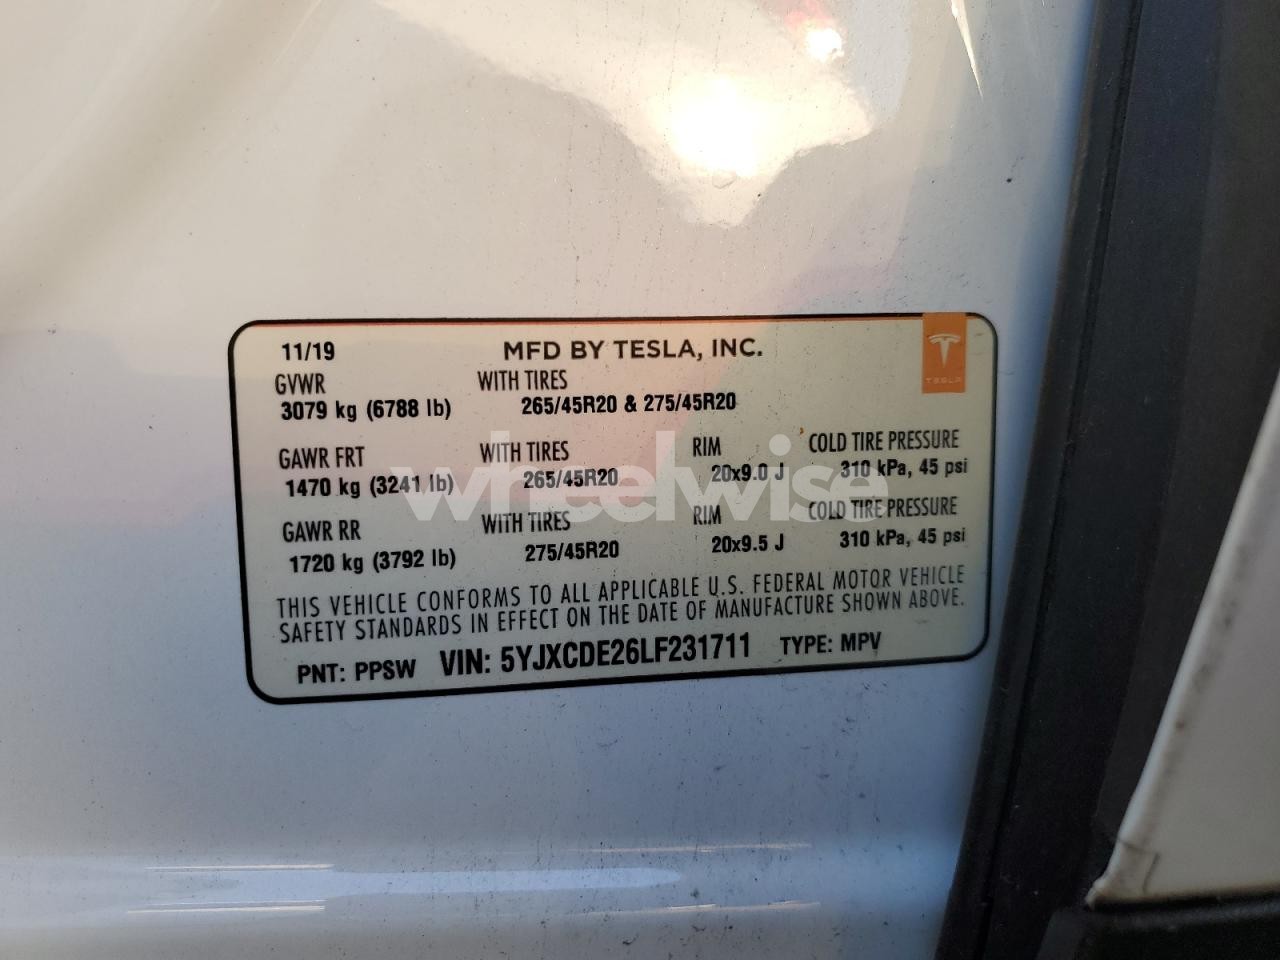 11/19 MFD BY TESLA, INC.
TESLA
GVWR WITH TIRES
3079 kg (6788 lb) 265/45R20 & 275/45R20
GAWR FRT WITH TIRES RIM COLD TIRE PRESSURE
1470 kg (3241 lb) 265/45R20 20x9.0 J 310 kPa, 45 psi
wheelwise
GAWR RR WITH TIRES RIM COLD TIRE PRESSURE
1720 kg (3792 lb) 275/45R20 20x9.5 J 310 kPa, 45 psi
THIS VEHICLE CONFORMS TO ALL APPLICABLE U.S. FEDERAL MOTOR VEHICLE
SAFETY STANDARDS IN EFFECT ON THE DATE OF MANUFACTURE SHOWN ABOVE.
PNT: PPSW VIN: 5YJXCDE26LF231711 TYPE: MPV